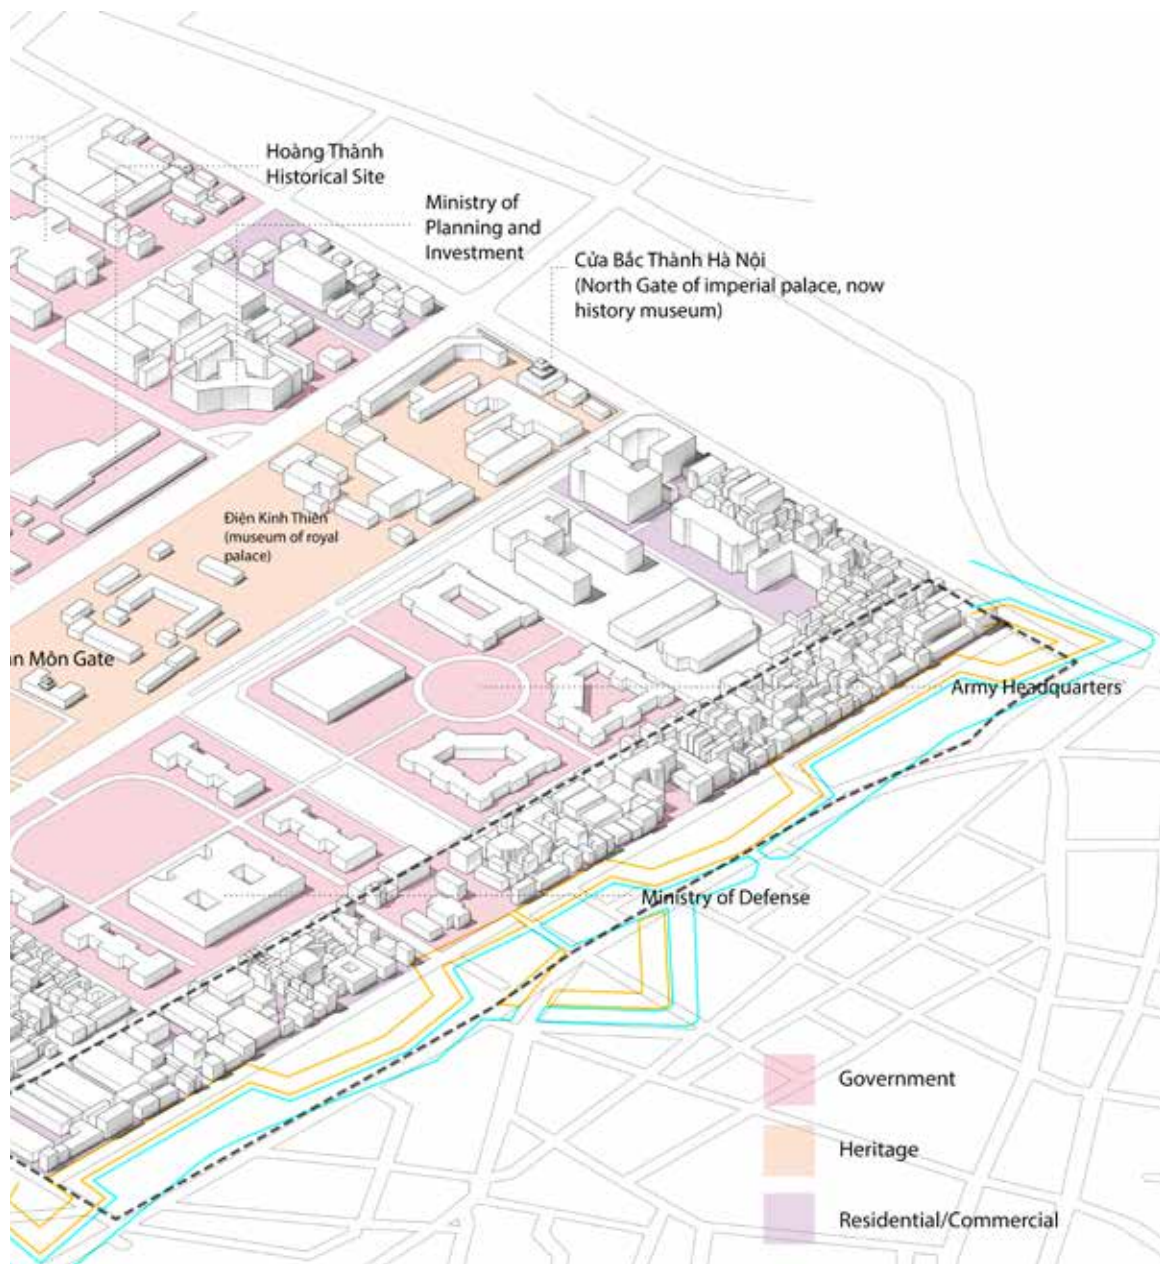 Hoàng Thành
Historical Site
Ministry of
Planning and
Investment
Cửa Bắc Thành Hà Nội
(North Gate of imperial palace, now
history museum)
Điện Kinh Thiên
(museum of royal
palace)
Môn Gate
Army Headquarters
Ministry of Defense
Government
Heritage
Residential/Commercial